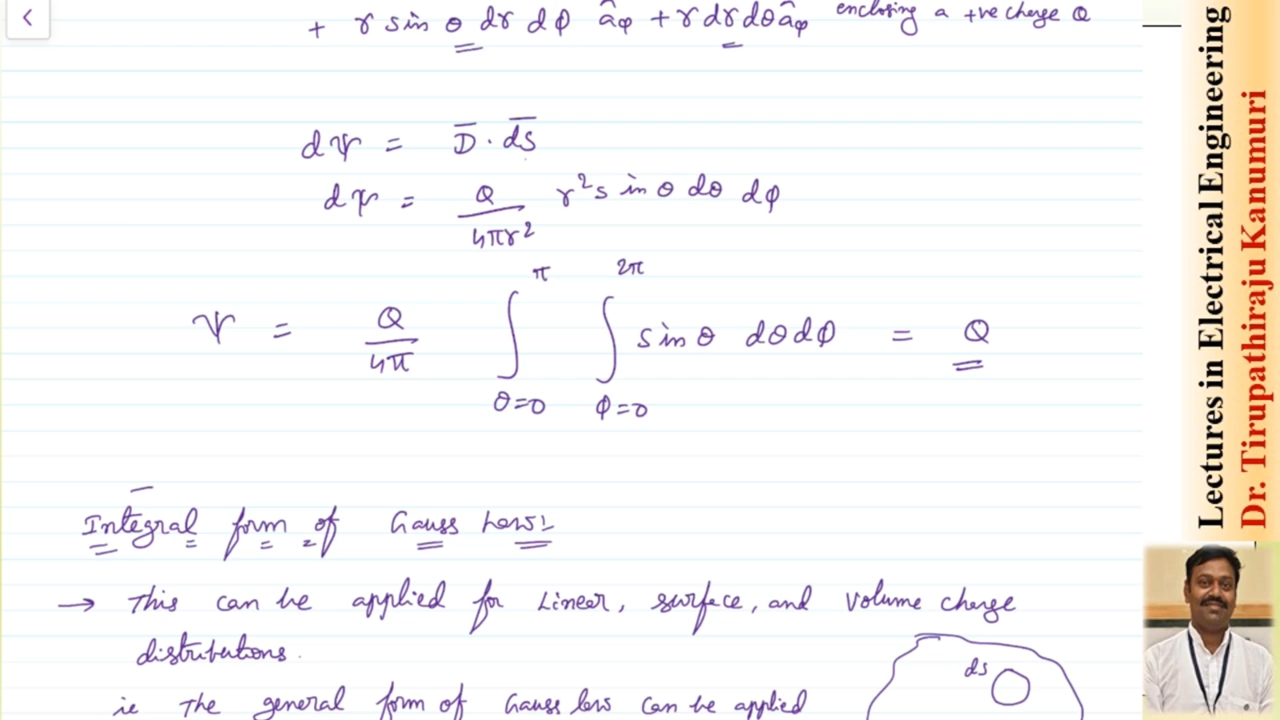 + r sin θ dr dφ âφ + r dr dθ âφ enclosing a +ve charge Q
dψ = D̅ · d̅s̅
dψ = Q/4πr² r² sin θ dθ dφ
ψ = Q/4π ∫_{θ=0}^{π} ∫_{φ=0}^{2π} sin θ dθ dφ = Q
Integral form of Gauss Law:
→ This can be applied for Linear, surface, and volume charge
distributions.
ds
ie The general form of Gauss law can be applied
Lectures in Electrical Engineering
Dr. Tirupathiraju Kanumuri